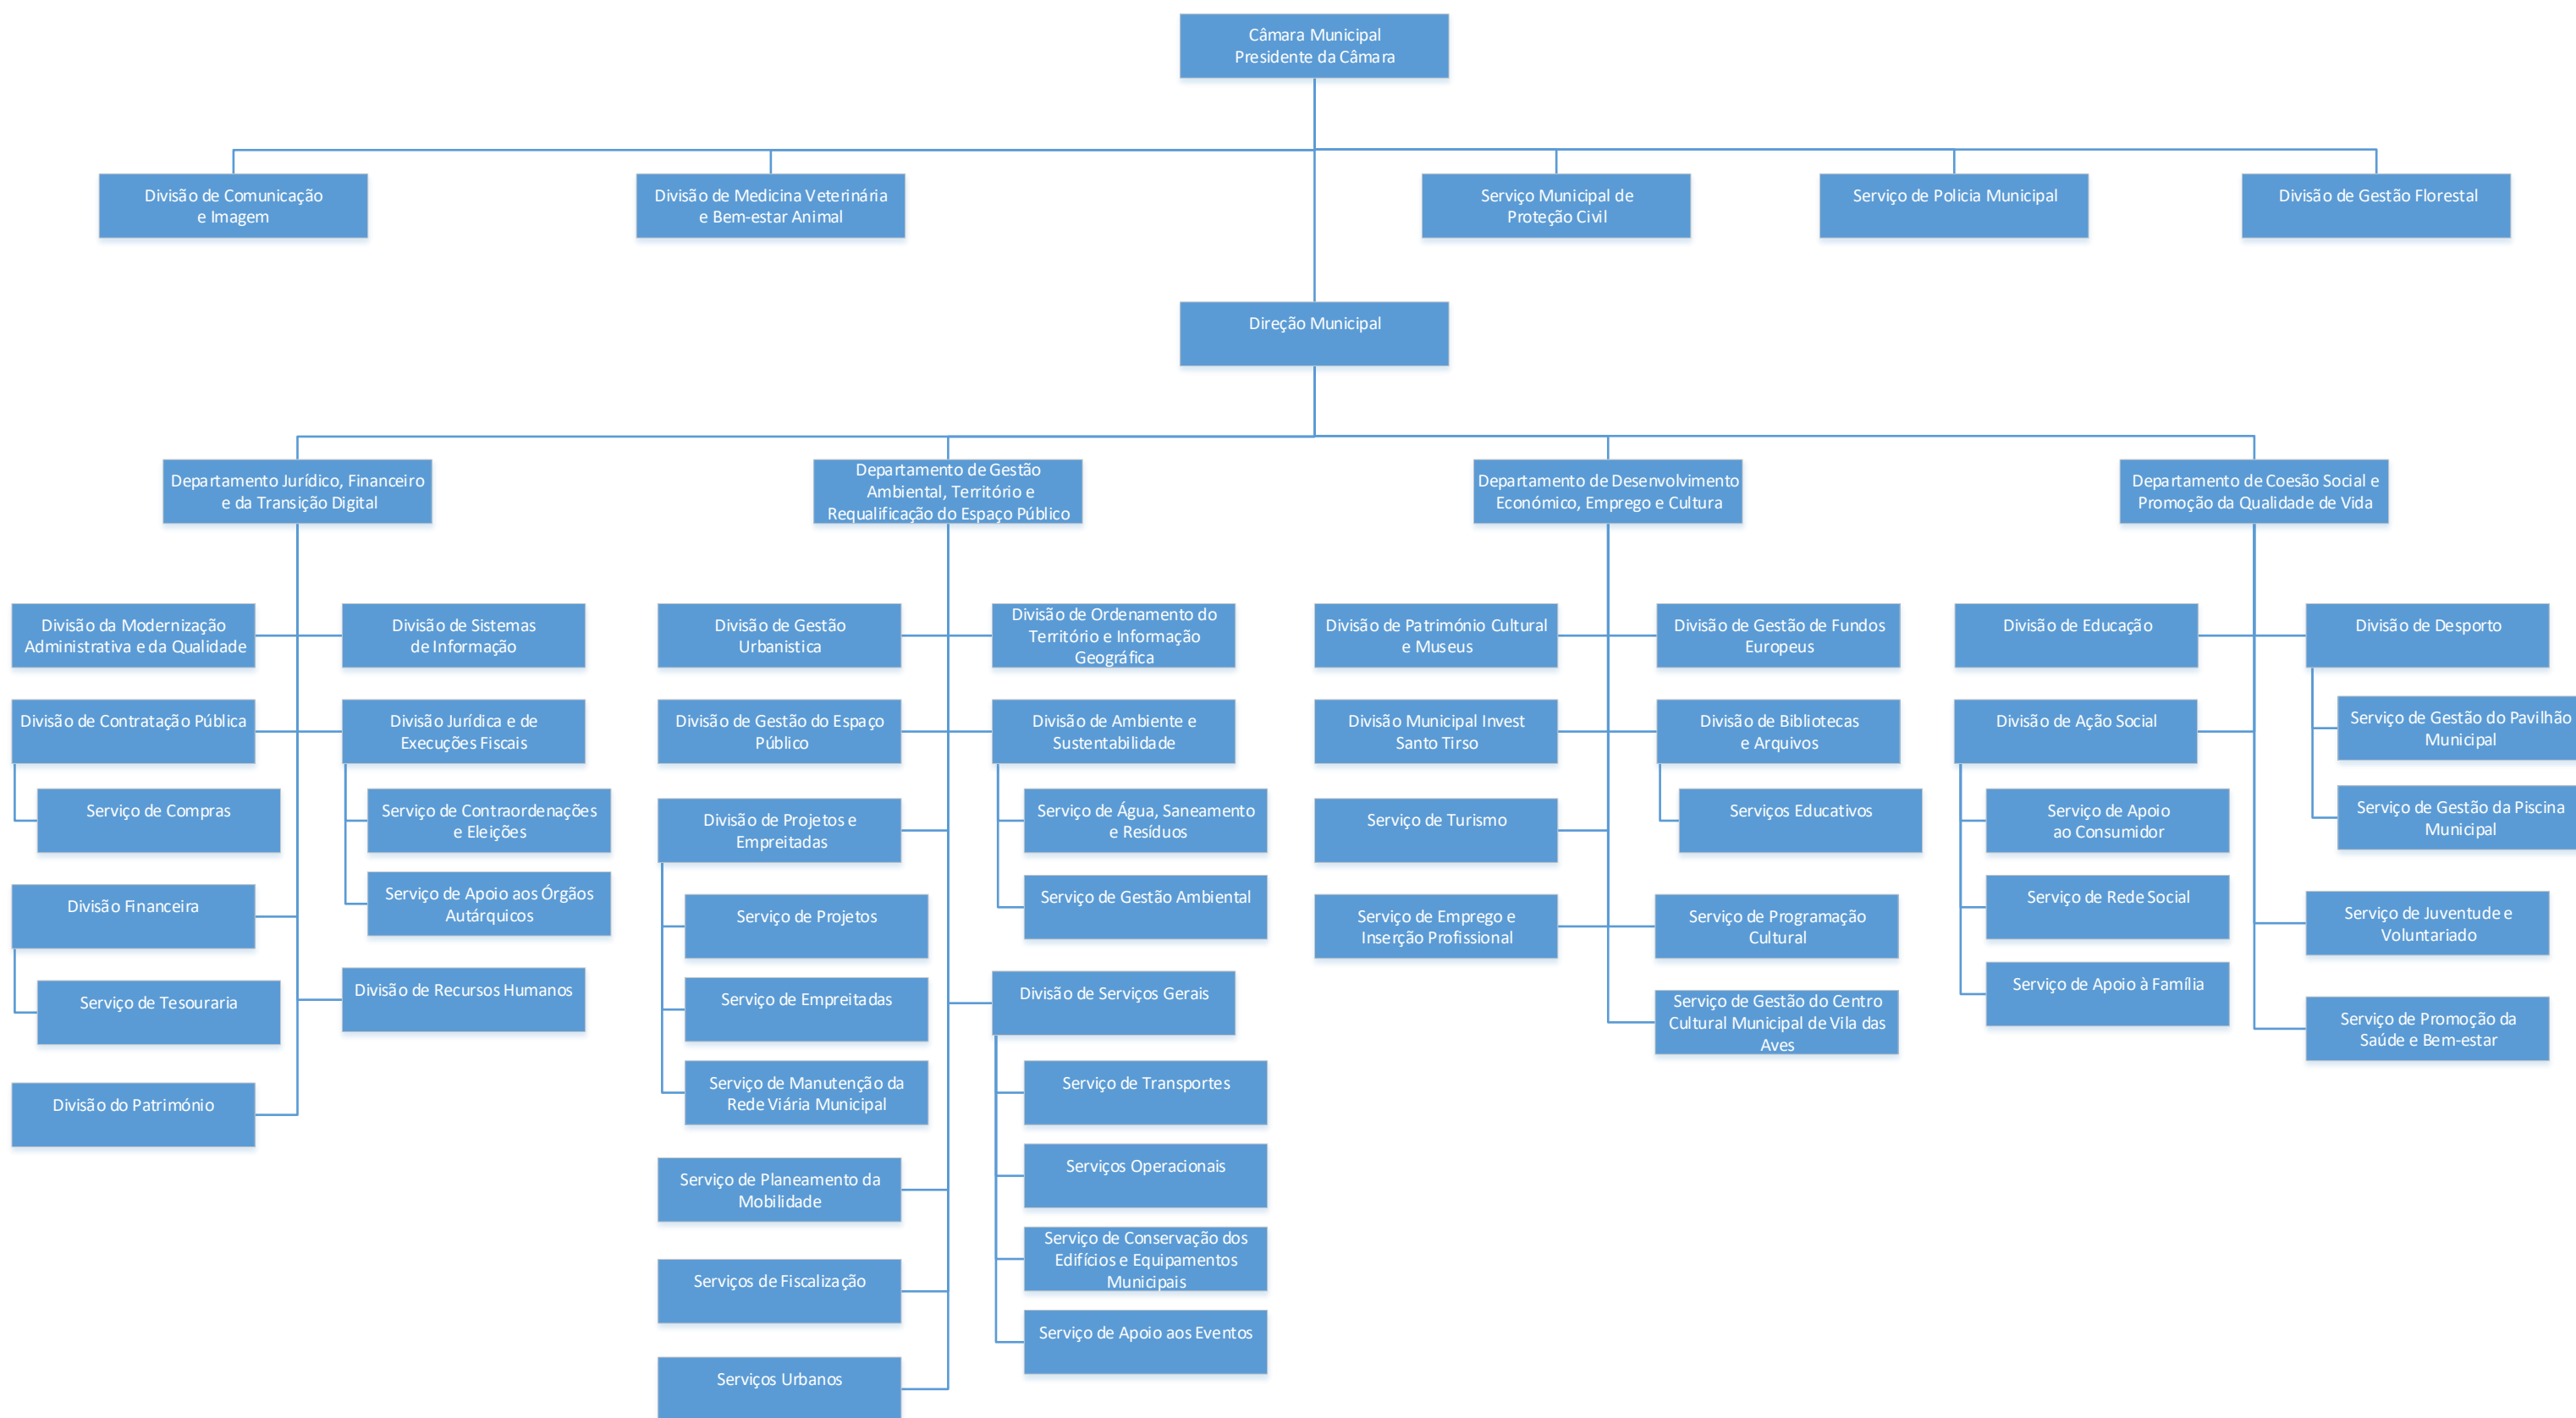 Câmara Municipal
Presidente da Câmara
Divisão de Comunicação
e Imagem
Divisão de Medicina Veterinária
e Bem-estar Animal
Serviço Municipal de
Proteção Civil
Serviço de Policia Municipal
Divisão de Gestão Florestal
Direção Municipal
Departamento Jurídico, Financeiro
e da Transição Digital
Departamento de Gestão
Ambiental, Território e
Requalificação do Espaço Público
Departamento de Desenvolvimento
Económico, Emprego e Cultura
Departamento de Coesão Social e
Promoção da Qualidade de Vida
Divisão da Modernização
Administrativa e da Qualidade
Divisão de Sistemas
de Informação
Divisão de Contratação Pública
Divisão Jurídica e de
Execuções Fiscais
Serviço de Compras
Serviço de Contraordenações
e Eleições
Serviço de Apoio aos Órgãos
Autárquicos
Divisão Financeira
Serviço de Tesouraria
Divisão de Recursos Humanos
Divisão do Património
Divisão de Gestão
Urbanistica
Divisão de Ordenamento do
Território e Informação
Geográfica
Divisão de Gestão do Espaço
Público
Divisão de Ambiente e
Sustentabilidade
Serviço de Água, Saneamento
e Resíduos
Serviço de Gestão Ambiental
Divisão de Projetos e
Empreitadas
Serviço de Projetos
Serviço de Empreitadas
Serviço de Manutenção da
Rede Viária Municipal
Divisão de Serviços Gerais
Serviço de Transportes
Serviços Operacionais
Serviço de Conservação dos
Edifícios e Equipamentos
Municipais
Serviço de Apoio aos Eventos
Serviço de Planeamento da
Mobilidade
Serviços de Fiscalização
Serviços Urbanos
Divisão de Património Cultural
e Museus
Divisão de Gestão de Fundos
Europeus
Divisão Municipal Invest
Santo Tirso
Divisão de Bibliotecas
e Arquivos
Serviços Educativos
Serviço de Turismo
Serviço de Emprego e
Inserção Profissional
Serviço de Programação
Cultural
Serviço de Gestão do Centro
Cultural Municipal de Vila das
Aves
Divisão de Educação
Divisão de Desporto
Serviço de Gestão do Pavilhão
Municipal
Serviço de Gestão da Piscina
Municipal
Divisão de Ação Social
Serviço de Apoio
ao Consumidor
Serviço de Rede Social
Serviço de Apoio à Família
Serviço de Juventude e
Voluntariado
Serviço de Promoção da
Saúde e Bem-estar